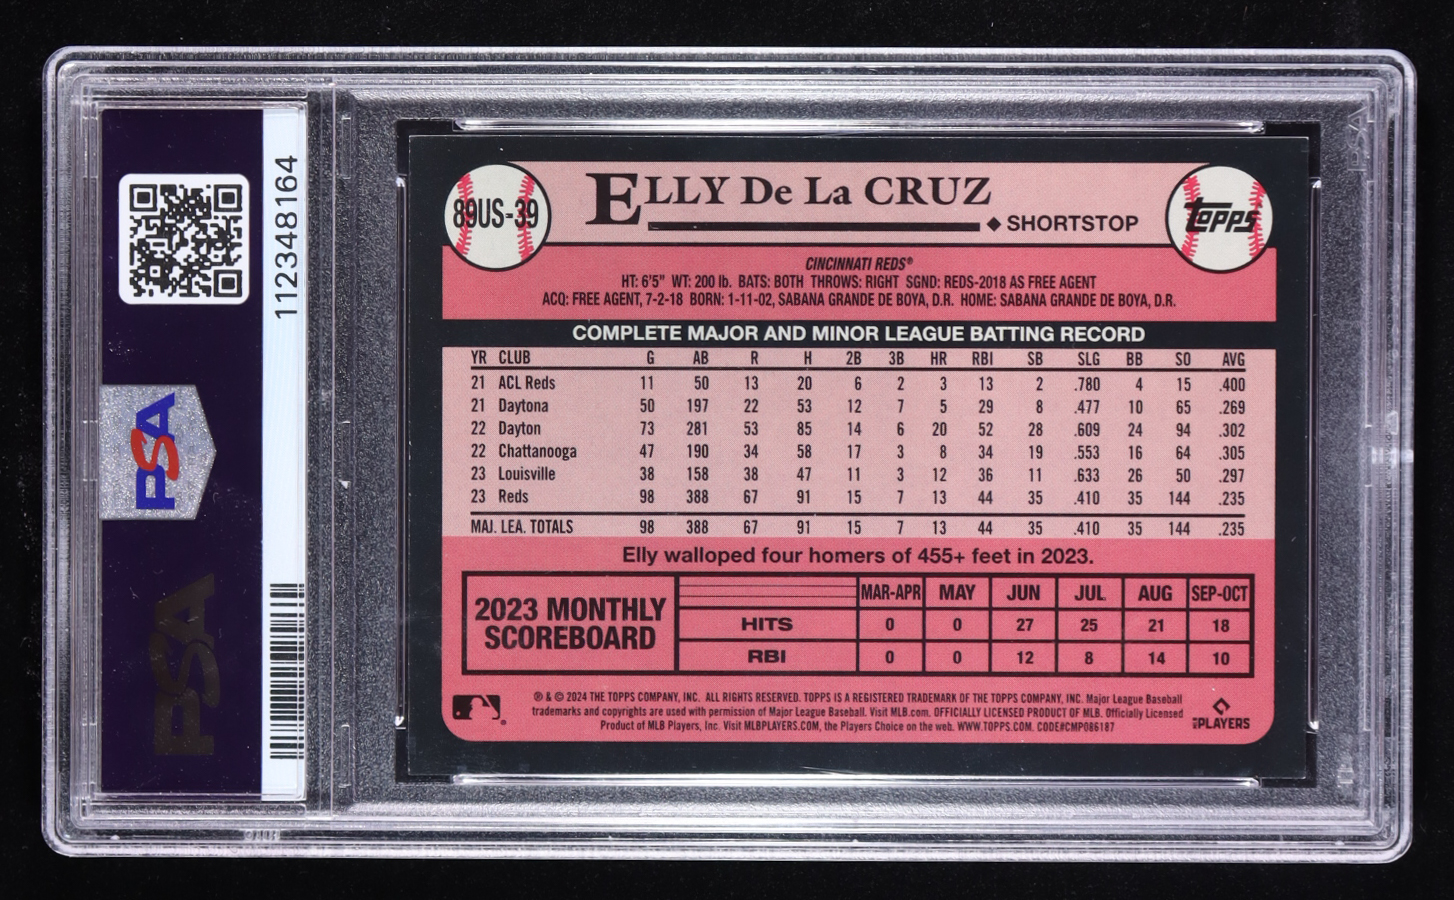 PSA
112348164
PSA
89US-39
ELLY De La CRUZ
◆ SHORTSTOP
topps
CINCINNATI REDS®
HT: 6'5" WT: 200 lb. BATS: BOTH THROWS: RIGHT SGND: REDS-2018 AS FREE AGENT
ACQ: FREE AGENT, 7-2-18 BORN: 1-11-02, SABANA GRANDE DE BOYA, D.R. HOME: SABANA GRANDE DE BOYA, D.R.
COMPLETE MAJOR AND MINOR LEAGUE BATTING RECORD
YR CLUB G AB R H 2B 3B HR RBI SB SLG BB SO AVG
21 ACL Reds 11 50 13 20 6 2 3 13 2 .780 4 15 .400
21 Daytona 50 197 22 53 12 7 5 29 8 .477 10 65 .269
22 Dayton 73 281 53 85 14 6 20 52 28 .609 24 94 .302
22 Chattanooga 47 190 34 58 17 3 8 34 19 .553 16 64 .305
23 Louisville 38 158 38 47 11 3 12 36 11 .633 26 50 .297
23 Reds 98 388 67 91 15 7 13 44 35 .410 35 144 .235
MAJ. LEA. TOTALS 98 388 67 91 15 7 13 44 35 .410 35 144 .235
Elly walloped four homers of 455+ feet in 2023.
2023 MONTHLY
SCOREBOARD
MAR-APR MAY JUN JUL AUG SEP-OCT
HITS 0 0 27 25 21 18
RBI 0 0 12 8 14 10
® & © 2024 THE TOPPS COMPANY, INC. ALL RIGHTS RESERVED. TOPPS IS A REGISTERED TRADEMARK OF THE TOPPS COMPANY, INC. Major League Baseball
trademarks and copyrights are used with permission of Major League Baseball. Visit MLB.com. OFFICIALLY LICENSED PRODUCT OF MLB. Officially Licensed
Product of MLB Players, Inc. Visit MLBPLAYERS.COM, the Players Choice on the web. WWW.TOPPS.COM. CODE#CMP086187
MLB PLAYERS